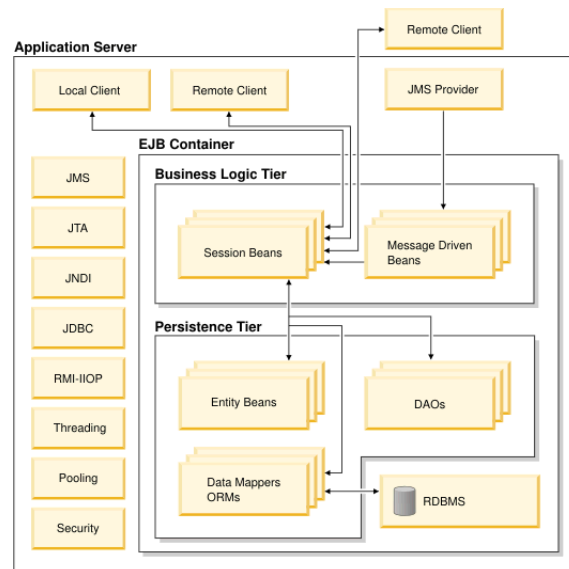 Remote Client
Application Server
Local Client
Remote Client
JMS Provider
EJB Container
Business Logic Tier
JMS
JTA
JNDI
JDBC
RMI-IIOP
Threading
Pooling
Security
Session Beans
Message Driven
Beans
Persistence Tier
Entity Beans
DAOs
Data Mappers
ORMs
RDBMS